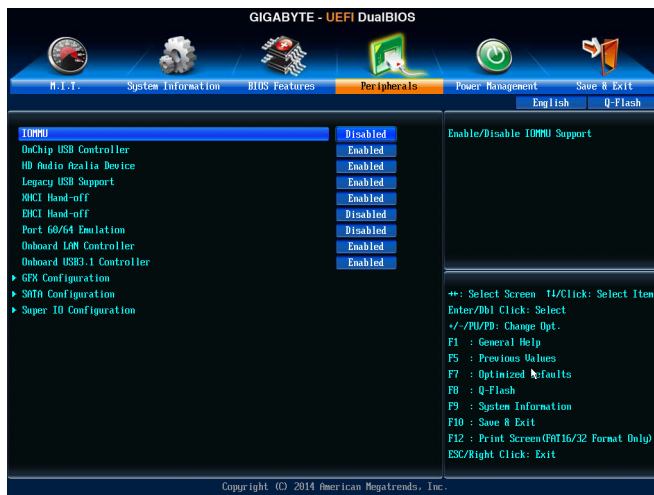 GIGABYTE - UEFI DualBIOS
M.I.T. System Information BIOS Features Peripherals Power Management Save & Exit
English Q-Flash
IOMMU Disabled Enable/Disable IOMMU Support
OnChip USB Controller Enabled
HD Audio Azalia Device Enabled
Legacy USB Support Enabled
XHCI Hand-off Enabled
EHCI Hand-off Disabled
Port 60/64 Emulation Disabled
Onboard LAN Controller Enabled
Onboard USB3.1 Controller Enabled
GFX Configuration
SATA Configuration
Super IO Configuration
→←: Select Screen ↑↓/Click: Select Item
Enter/Dbl Click: Select
+/-/PU/PD: Change Opt.
F1 : General Help
F5 : Previous Values
F7 : Optimized Defaults
F8 : Q-Flash
F9 : System Information
F10 : Save & Exit
F12 : Print Screen(FAT16/32 Format Only)
ESC/Right Click: Exit
Copyright (C) 2014 American Megatrends, Inc.